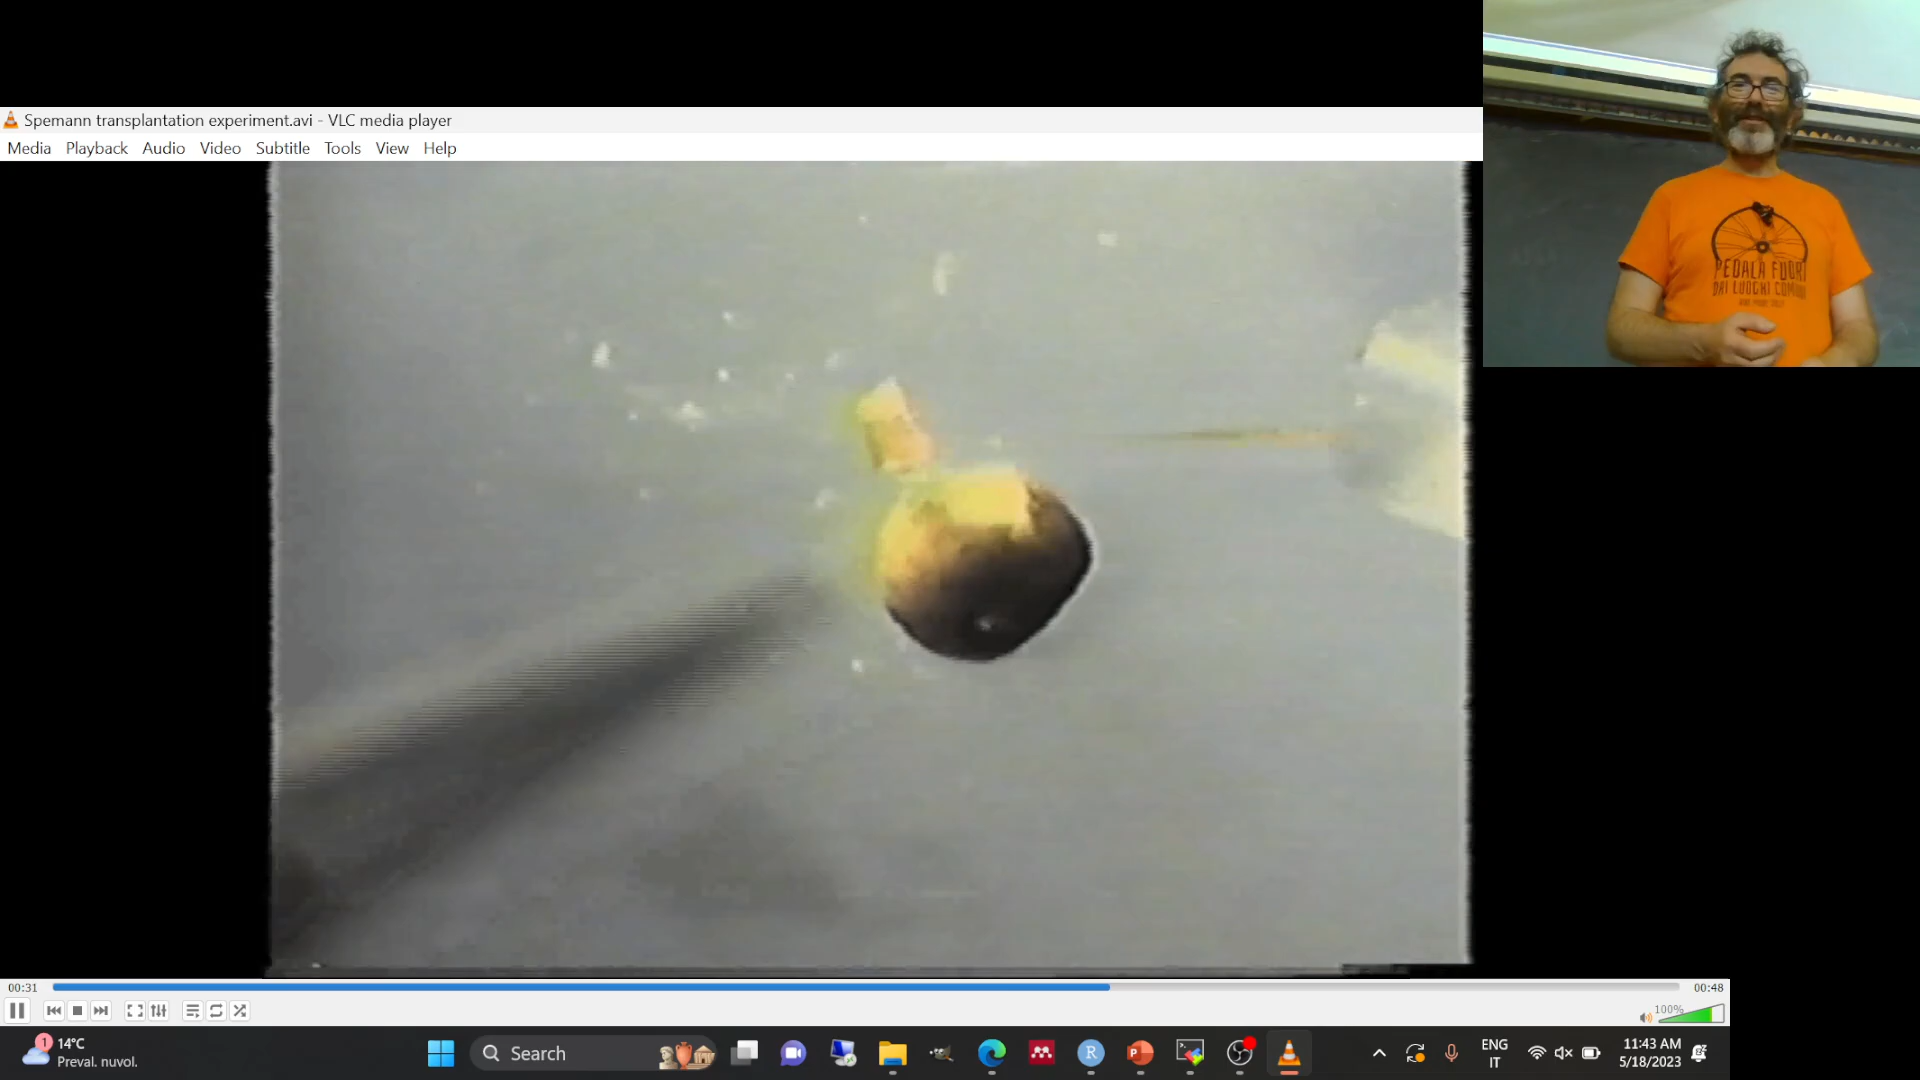 Spemann transplantation experiment.avi - VLC media player
Media Playback Audio Video Subtitle Tools View Help
PEDALA FUORI
DAI LUOGHI COMUNI
00:31
00:48
100%
1
14°C
Preval. nuvol.
Search
R
P
ENG
IT
11:43 AM
5/18/2023